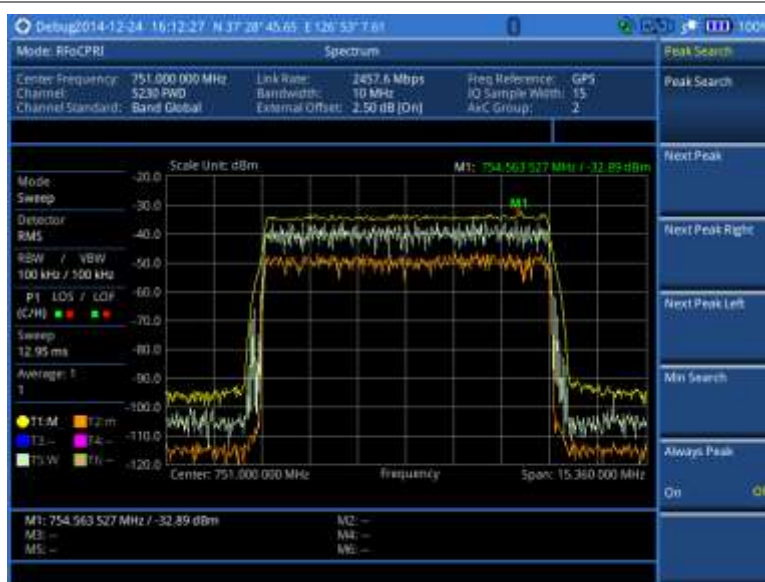 Debug2014-12-24 16:12:27 N 37° 28' 45.65 E 126° 53' 7.61 100%
Mode: RFoCPRI Spectrum Peak Search
Center Frequency: 751.000 000 MHz Link Rate: 2457.6 Mbps Freq Reference: GPS
Channel: 5230 FWD Bandwidth: 10 MHz IQ Sample Width: 15
Channel Standard: Band Global External Offset: 2.50 dB [On] AxC Group: 2
Peak Search
Next Peak
Next Peak Right
Next Peak Left
Min Search
Always Peak
On Off
Scale Unit: dBm M1: 754.563 527 MHz / -32.89 dBm
Mode
Sweep
Detector
RMS
RBW / VBW
100 kHz / 100 kHz
P1 LOS / LOF
(C/H)
Sweep
12.95 ms
Average: 1
1
T1:M T2:m
T3:-- T4:--
T5:W T6:--
-20.0
-30.0
-40.0
-50.0
-60.0
-70.0
-80.0
-90.0
-100.0
-110.0
-120.0
M1
Center: 751.000 000 MHz Frequency Span: 15.360 000 MHz
M1: 754.563 527 MHz / -32.89 dBm M2: --
M3: -- M4: --
M5: -- M6: --